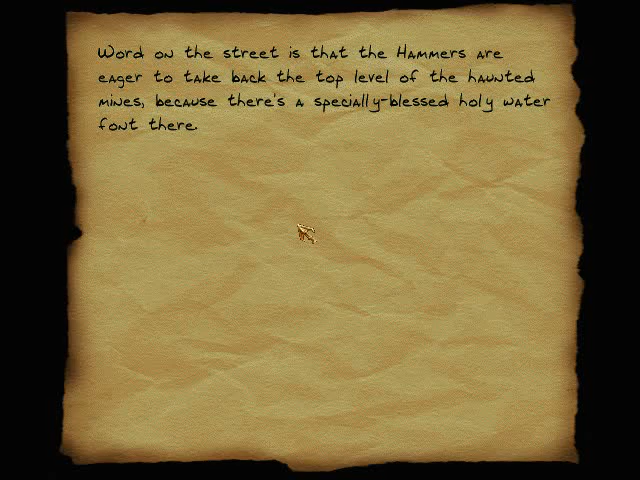 Word on the street is that the Hammers are
eager to take back the top level of the haunted
mines, because there's a specially-blessed holy water
font there.